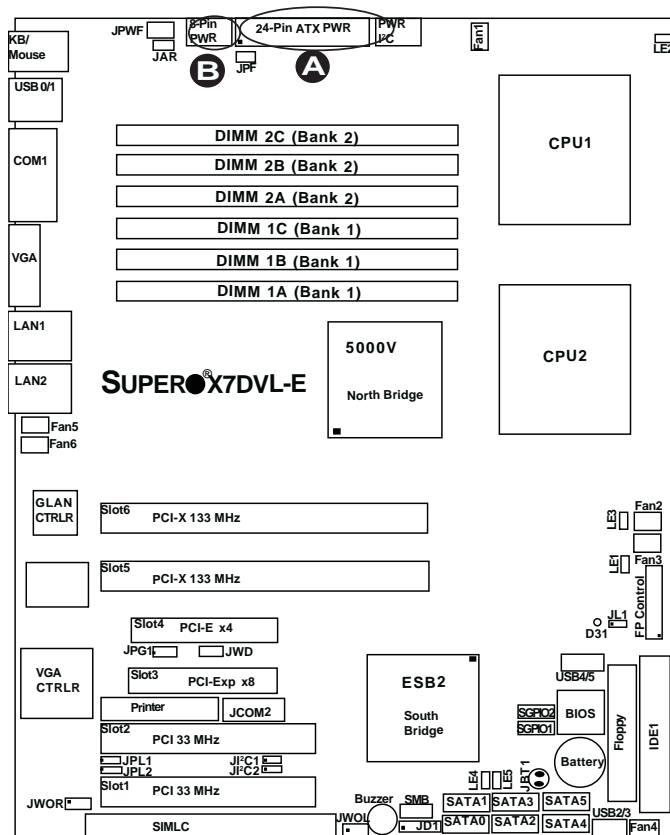 KB/
Mouse
JPWF
JAR
8-Pin
PWR
B
24-Pin ATX PWR
A
JPF
PWR
I²C
Fan1
LE2
USB0/1
COM1
VGA
LAN1
LAN2
Fan5
Fan6
DIMM 2C (Bank 2)
DIMM 2B (Bank 2)
DIMM 2A (Bank 2)
DIMM 1C (Bank 1)
DIMM 1B (Bank 1)
DIMM 1A (Bank 1)
CPU1
CPU2
5000V
North Bridge
SUPER●®X7DVL-E
GLAN
CTRLR
Slot6
PCI-X 133 MHz
Slot5
PCI-X 133 MHz
Slot4
PCI-E x4
JPG1
JWD
Slot3
PCI-Exp x8
VGA
CTRLR
Printer
JCOM2
Slot2
PCI 33 MHz
JPL1
JPL2
JI²C1
JI²C2
Slot1
PCI 33 MHz
JWOR
SIMLC
ESB2
South
Bridge
LE3
Fan2
Fan3
LE1
FP Control
JL1
D31
USB4/5
SGPIO2
SGPIO1
BIOS
Battery
Floppy
IDE1
LE4
LE5
JBT1
Buzzer
SMB
JWOL
JD1
SATA1
SATA3
SATA5
SATA0
SATA2
SATA4
USB2/3
Fan4